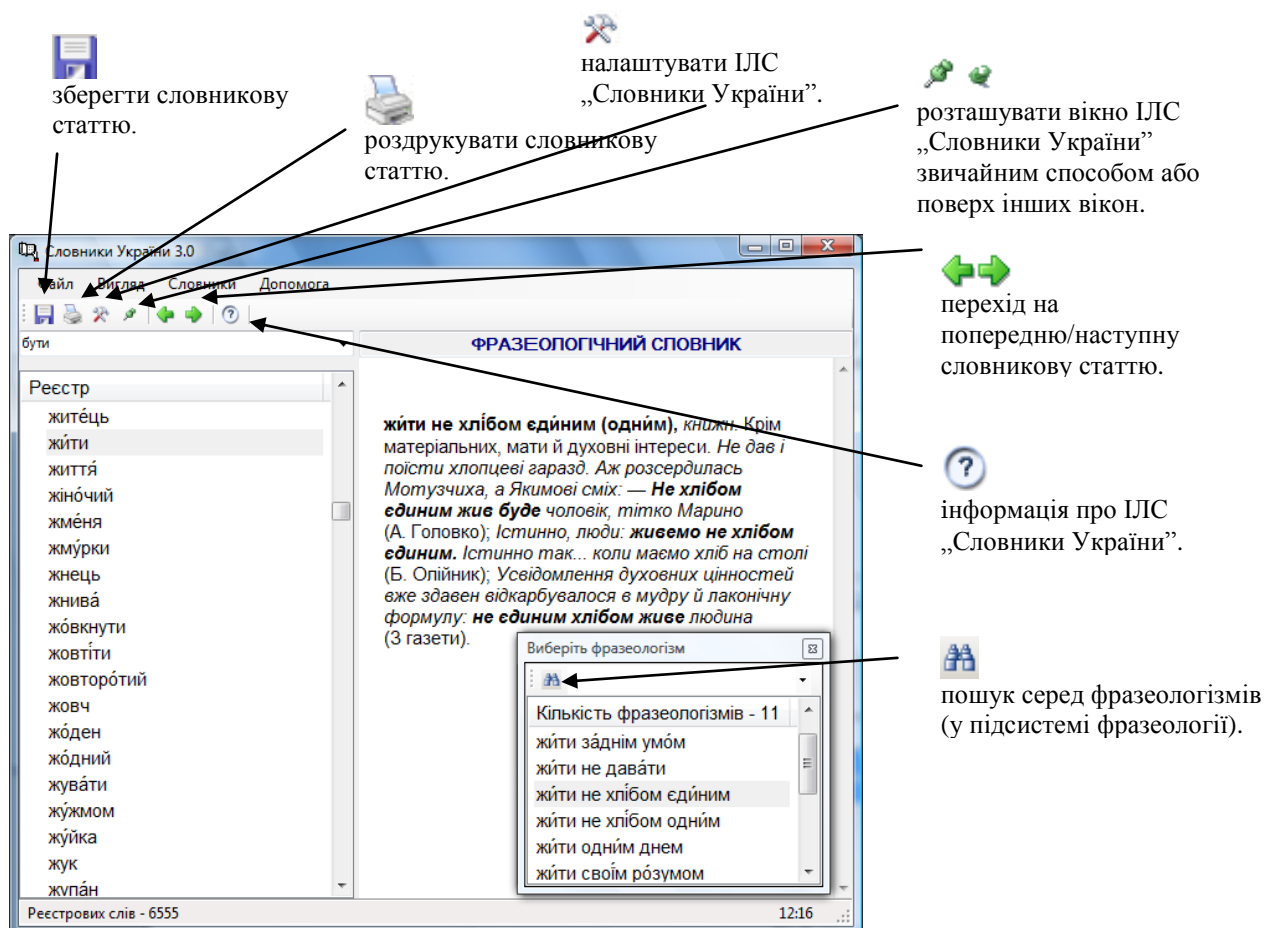 зберегти словникову
статтю.
роздрукувати словникову
статтю.
налаштувати ІЛС
„Словники України”.
розташувати вікно ІЛС
„Словники України”
звичайним способом або
поверх інших вікон.
перехід на
попередню/наступну
словникову статтю.
інформація про ІЛС
„Словники України”.
пошук серед фразеологізмів
(у підсистемі фразеології).
Словники України 3.0
Файл Вигляд Словники Допомога
бути
ФРАЗЕОЛОГІЧНИЙ СЛОВНИК
Реєстр
жите́ць
жи́ти
життя́
жіно́чий
жме́ня
жму́рки
жнець
жнива́
жо́вкнути
жовті́ти
жовторо́тий
жовч
жо́ден
жо́дний
жува́ти
жу́жмом
жу́йка
жук
жупа́н
жи́ти не хлі́бом єди́ним (одни́м), книжн. Крім
матеріальних, мати й духовні інтереси. Не дав і
поїсти хлопцеві гаразд. Аж розсердилась
Мотузчиха, а Якимові сміх: — Не хлібом
єдиним жив буде чоловік, тітко Марино
(А. Головко); Істинно, люди: живемо не хлібом
єдиним. Істинно так... коли маємо хліб на столі
(Б. Олійник); Усвідомлення духовних цінностей
вже здавен відкарбувалося в мудру й лаконічну
формулу: не єдиним хлібом живе людина
(З газети).
Виберіть фразеологізм
Кількість фразеологізмів - 11
жи́ти за́днім умо́м
жи́ти не дава́ти
жи́ти не хлі́бом єди́ним
жи́ти не хлі́бом одни́м
жи́ти одни́м днем
жи́ти свої́м ро́зумом
Реєстрових слів - 6555
12:16